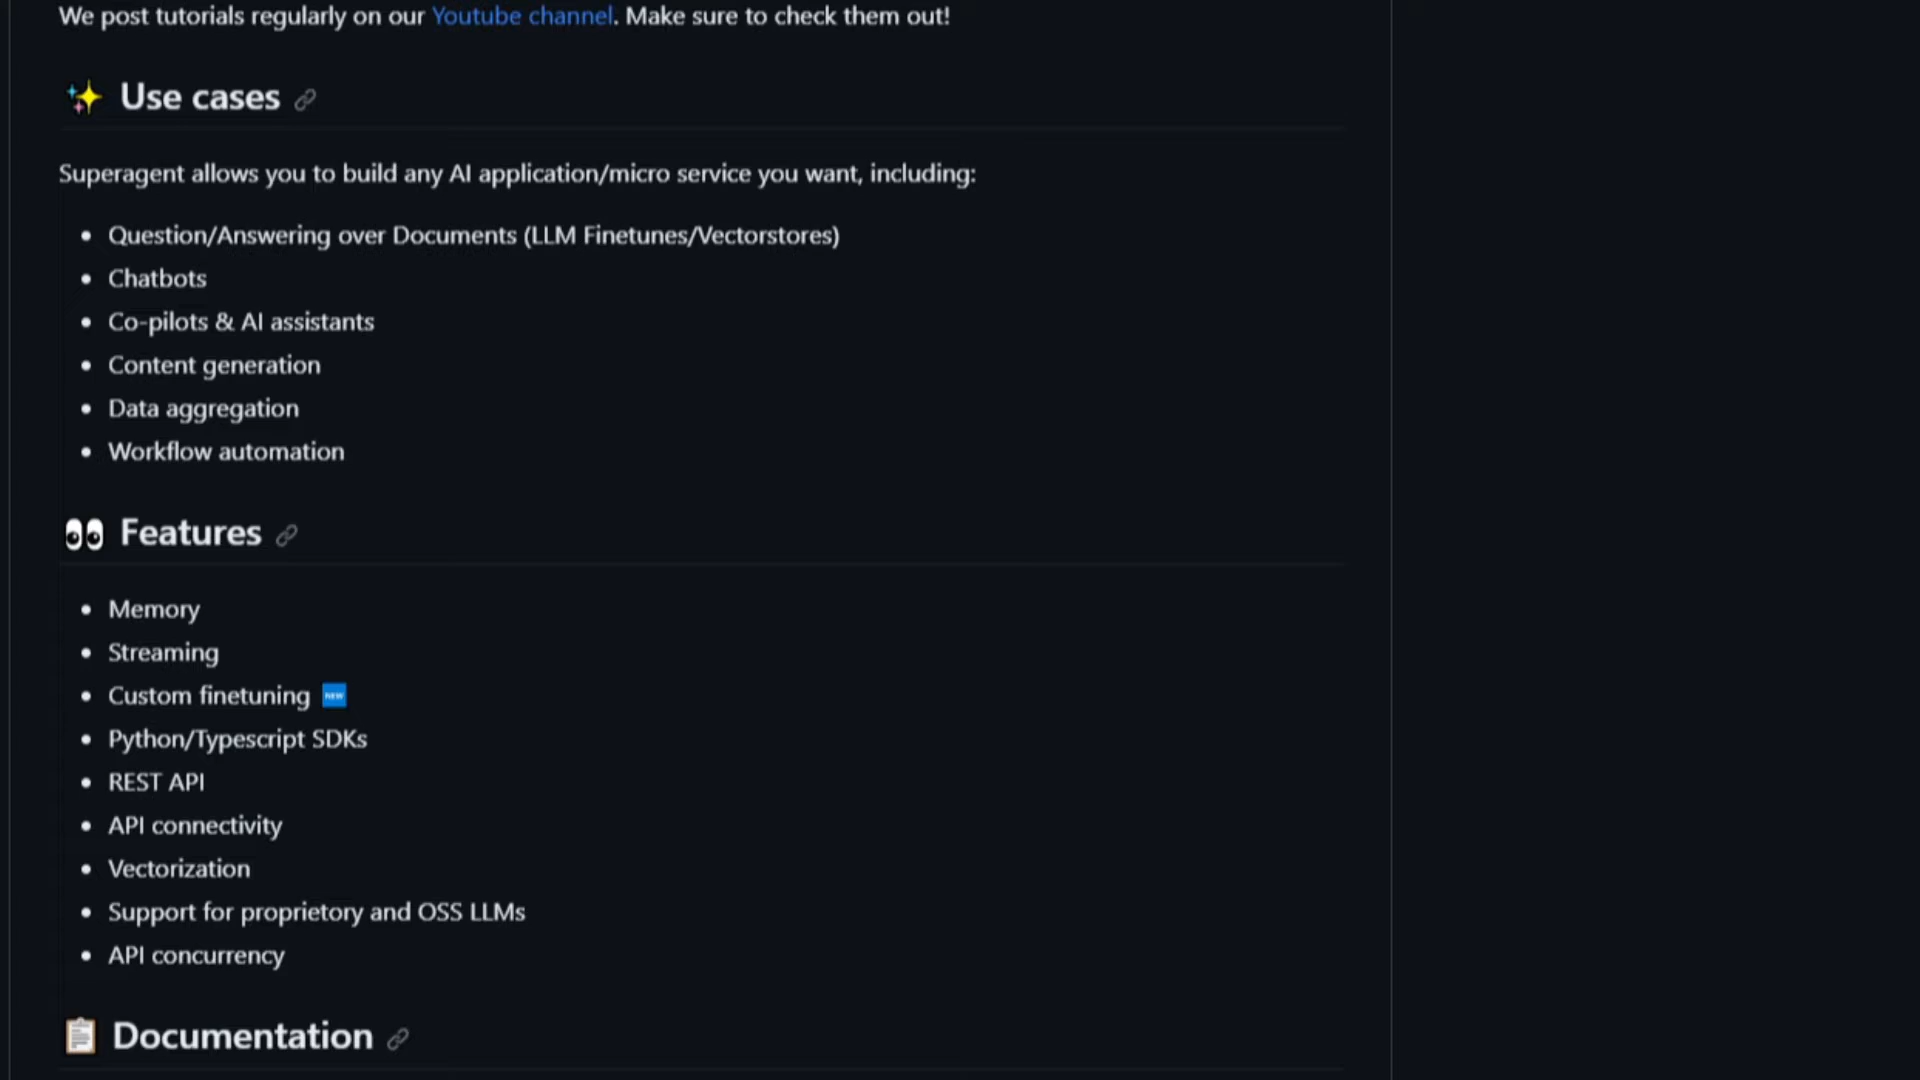 We post tutorials regularly on our Youtube channel. Make sure to check them out!
✨ Use cases
Superagent allows you to build any AI application/micro service you want, including:
• Question/Answering over Documents (LLM Finetunes/Vectorstores)
• Chatbots
• Co-pilots & AI assistants
• Content generation
• Data aggregation
• Workflow automation
👀 Features
• Memory
• Streaming
• Custom finetuning 🆕
• Python/Typescript SDKs
• REST API
• API connectivity
• Vectorization
• Support for proprietory and OSS LLMs
• API concurrency
📋 Documentation